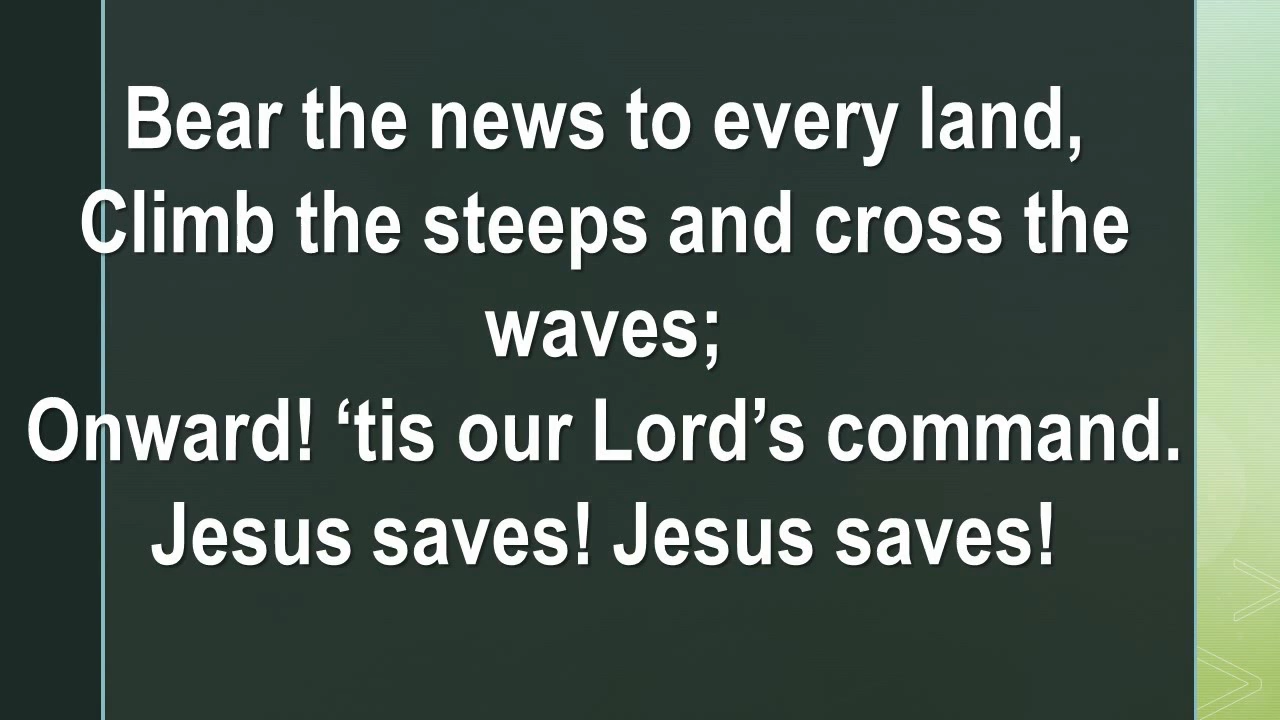 Bear the news to every land,
Climb the steeps and cross the
waves;
Onward! ‘tis our Lord’s command.
Jesus saves! Jesus saves!